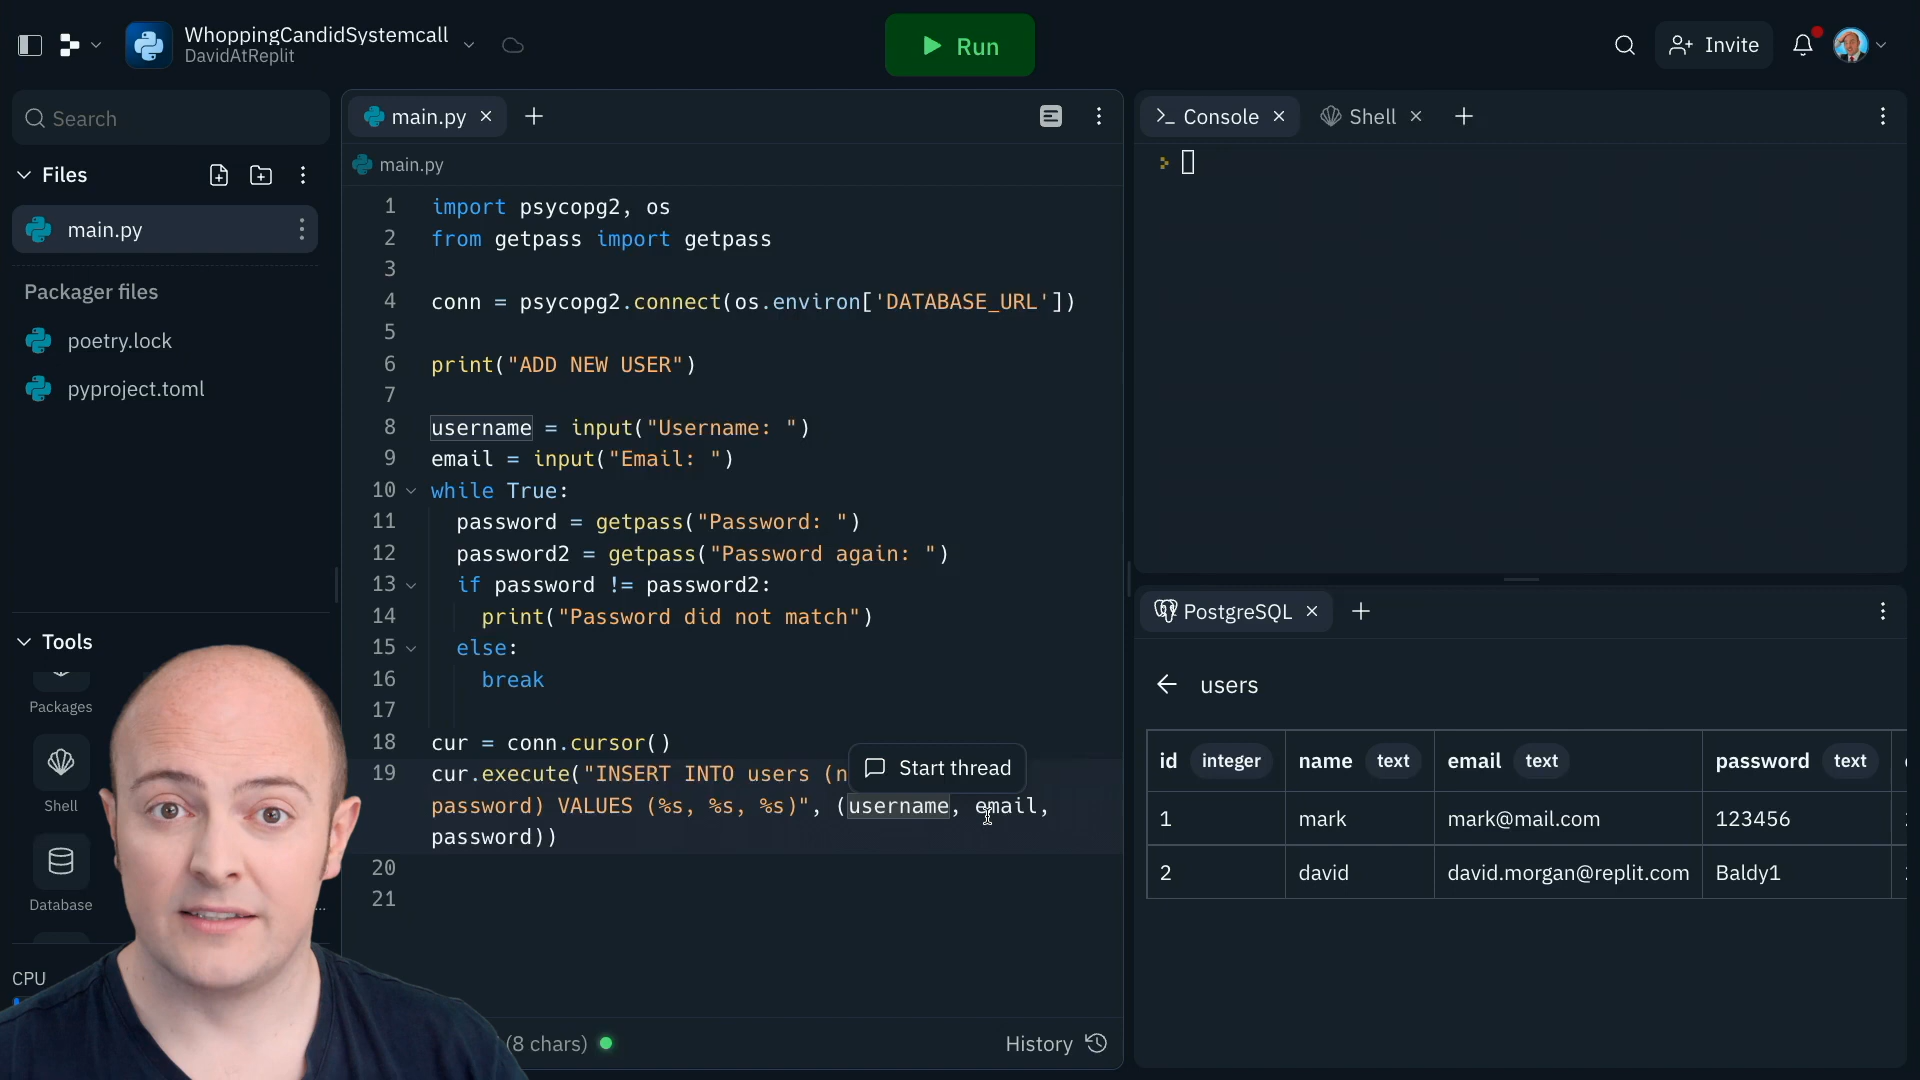 WhoppingCandidSystemcall
DavidAtReplit
Run
Invite
Search
Files
main.py
Packager files
poetry.lock
pyproject.toml
Tools
Packages
Shell
Database
CPU
main.py
main.py
1 import psycopg2, os
2 from getpass import getpass
3
4 conn = psycopg2.connect(os.environ['DATABASE_URL'])
5
6 print("ADD NEW USER")
7
8 username = input("Username: ")
9 email = input("Email: ")
10 while True:
11 password = getpass("Password: ")
12 password2 = getpass("Password again: ")
13 if password != password2:
14 print("Password did not match")
15 else:
16 break
17
18 cur = conn.cursor()
19 cur.execute("INSERT INTO users (n
Start thread
password) VALUES (%s, %s, %s)", (username, email,
password))
20
21
(8 chars)
History
Console
Shell
PostgreSQL
users
id integer name text email text password text
1 mark mark@mail.com 123456
2 david david.morgan@replit.com Baldy1